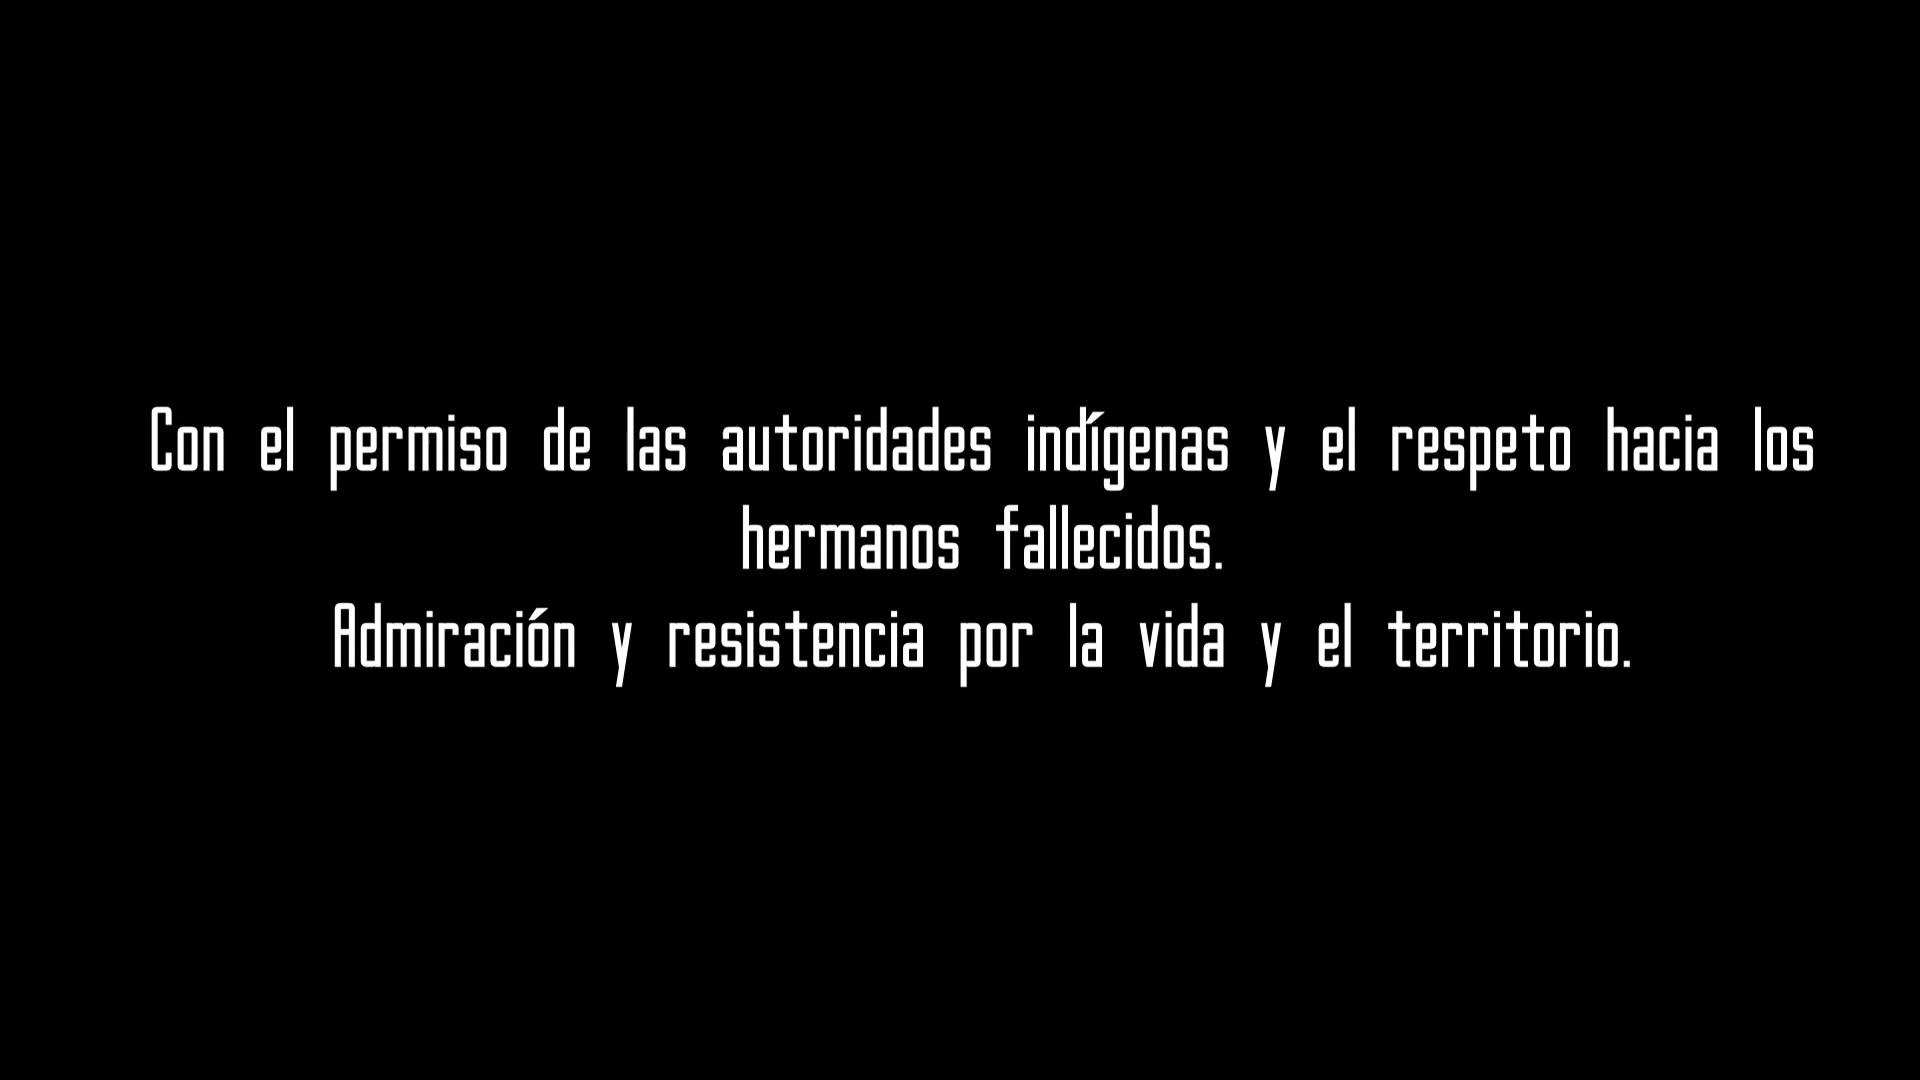 Con el permiso de las autoridades indígenas y el respeto hacia los
hermanos fallecidos.
Admiración y resistencia por la vida y el territorio.